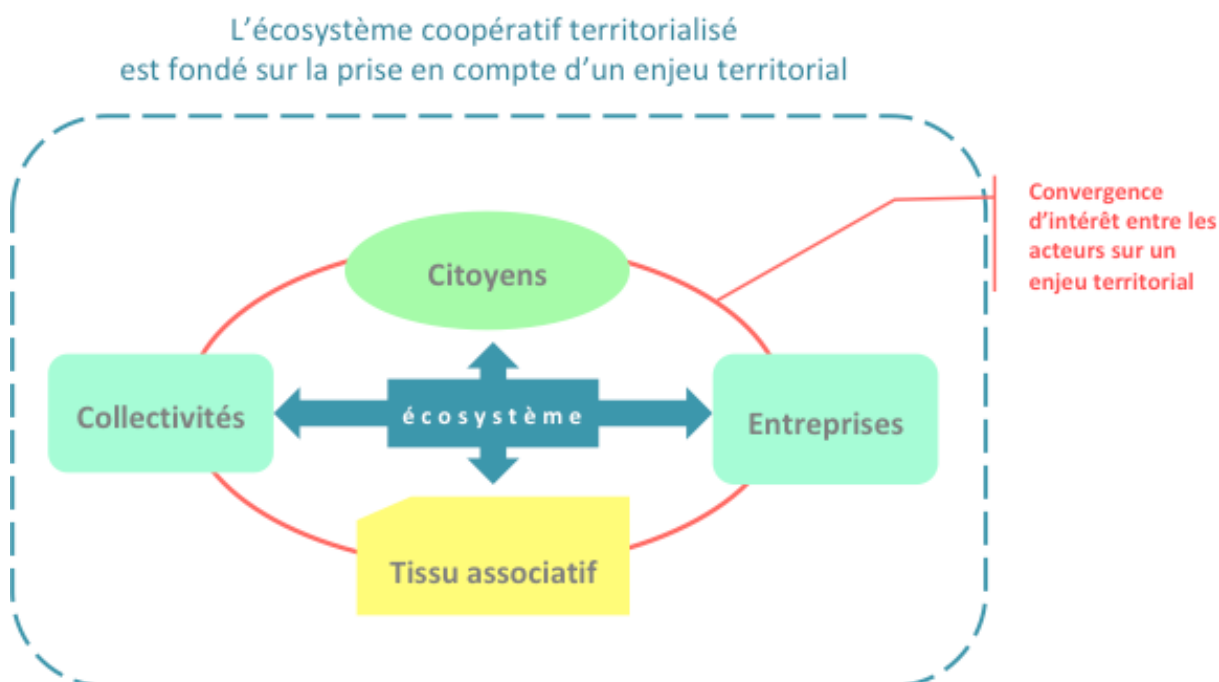 L’écosystème coopératif territorialisé
est fondé sur la prise en compte d’un enjeu territorial
Convergence
d’intérêt entre les
acteurs sur un
enjeu territorial
Citoyens
Collectivités
écosystème
Entreprises
Tissu associatif